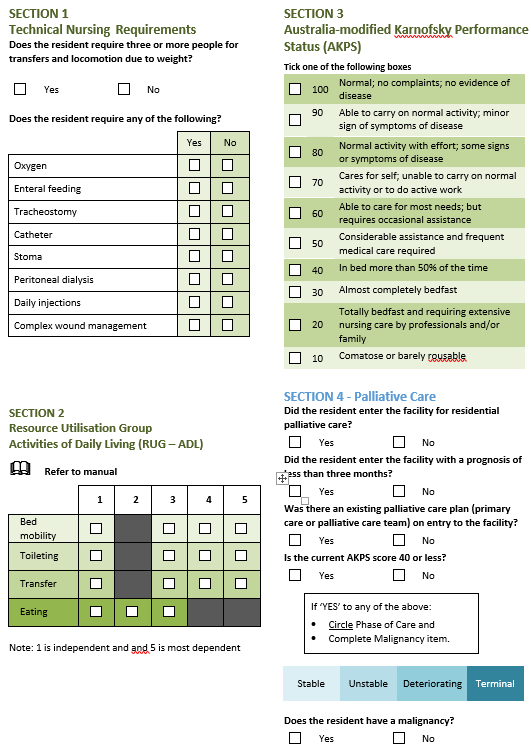 SECTION 1
Technical Nursing Requirements
Does the resident require three or more people for
transfers and locomotion due to weight?
Yes No
Does the resident require any of the following?
Yes No
Oxygen
Enteral feeding
Tracheostomy
Catheter
Stoma
Peritoneal dialysis
Daily injections
Complex wound management
SECTION 2
Resource Utilisation Group
Activities of Daily Living (RUG – ADL)
Refer to manual
1 2 3 4 5
Bed
mobility
Toileting
Transfer
Eating
Note: 1 is independent and and 5 is most dependent
SECTION 3
Australia-modified Karnofsky Performance
Status (AKPS)
Tick one of the following boxes
100 Normal; no complaints; no evidence of
disease
90 Able to carry on normal activity; minor
sign of symptoms of disease
80 Normal activity with effort; some signs
or symptoms of disease
70 Cares for self; unable to carry on normal
activity or to do active work
60 Able to care for most needs; but
requires occasional assistance
50 Considerable assistance and frequent
medical care required
40 In bed more than 50% of the time
30 Almost completely bedfast
20 Totally bedfast and requiring extensive
nursing care by professionals and/or
family
10 Comatose or barely rousable
SECTION 4 - Palliative Care
Did the resident enter the facility for residential
palliative care?
Yes No
Did the resident enter the facility with a prognosis of
less than three months?
Yes No
Was there an existing palliative care plan (primary
care or palliative care team) on entry to the facility?
Yes No
Is the current AKPS score 40 or less?
Yes No
If ‘YES’ to any of the above:
• Circle Phase of Care and
• Complete Malignancy item.
Stable Unstable Deteriorating Terminal
Does the resident have a malignancy?
Yes No